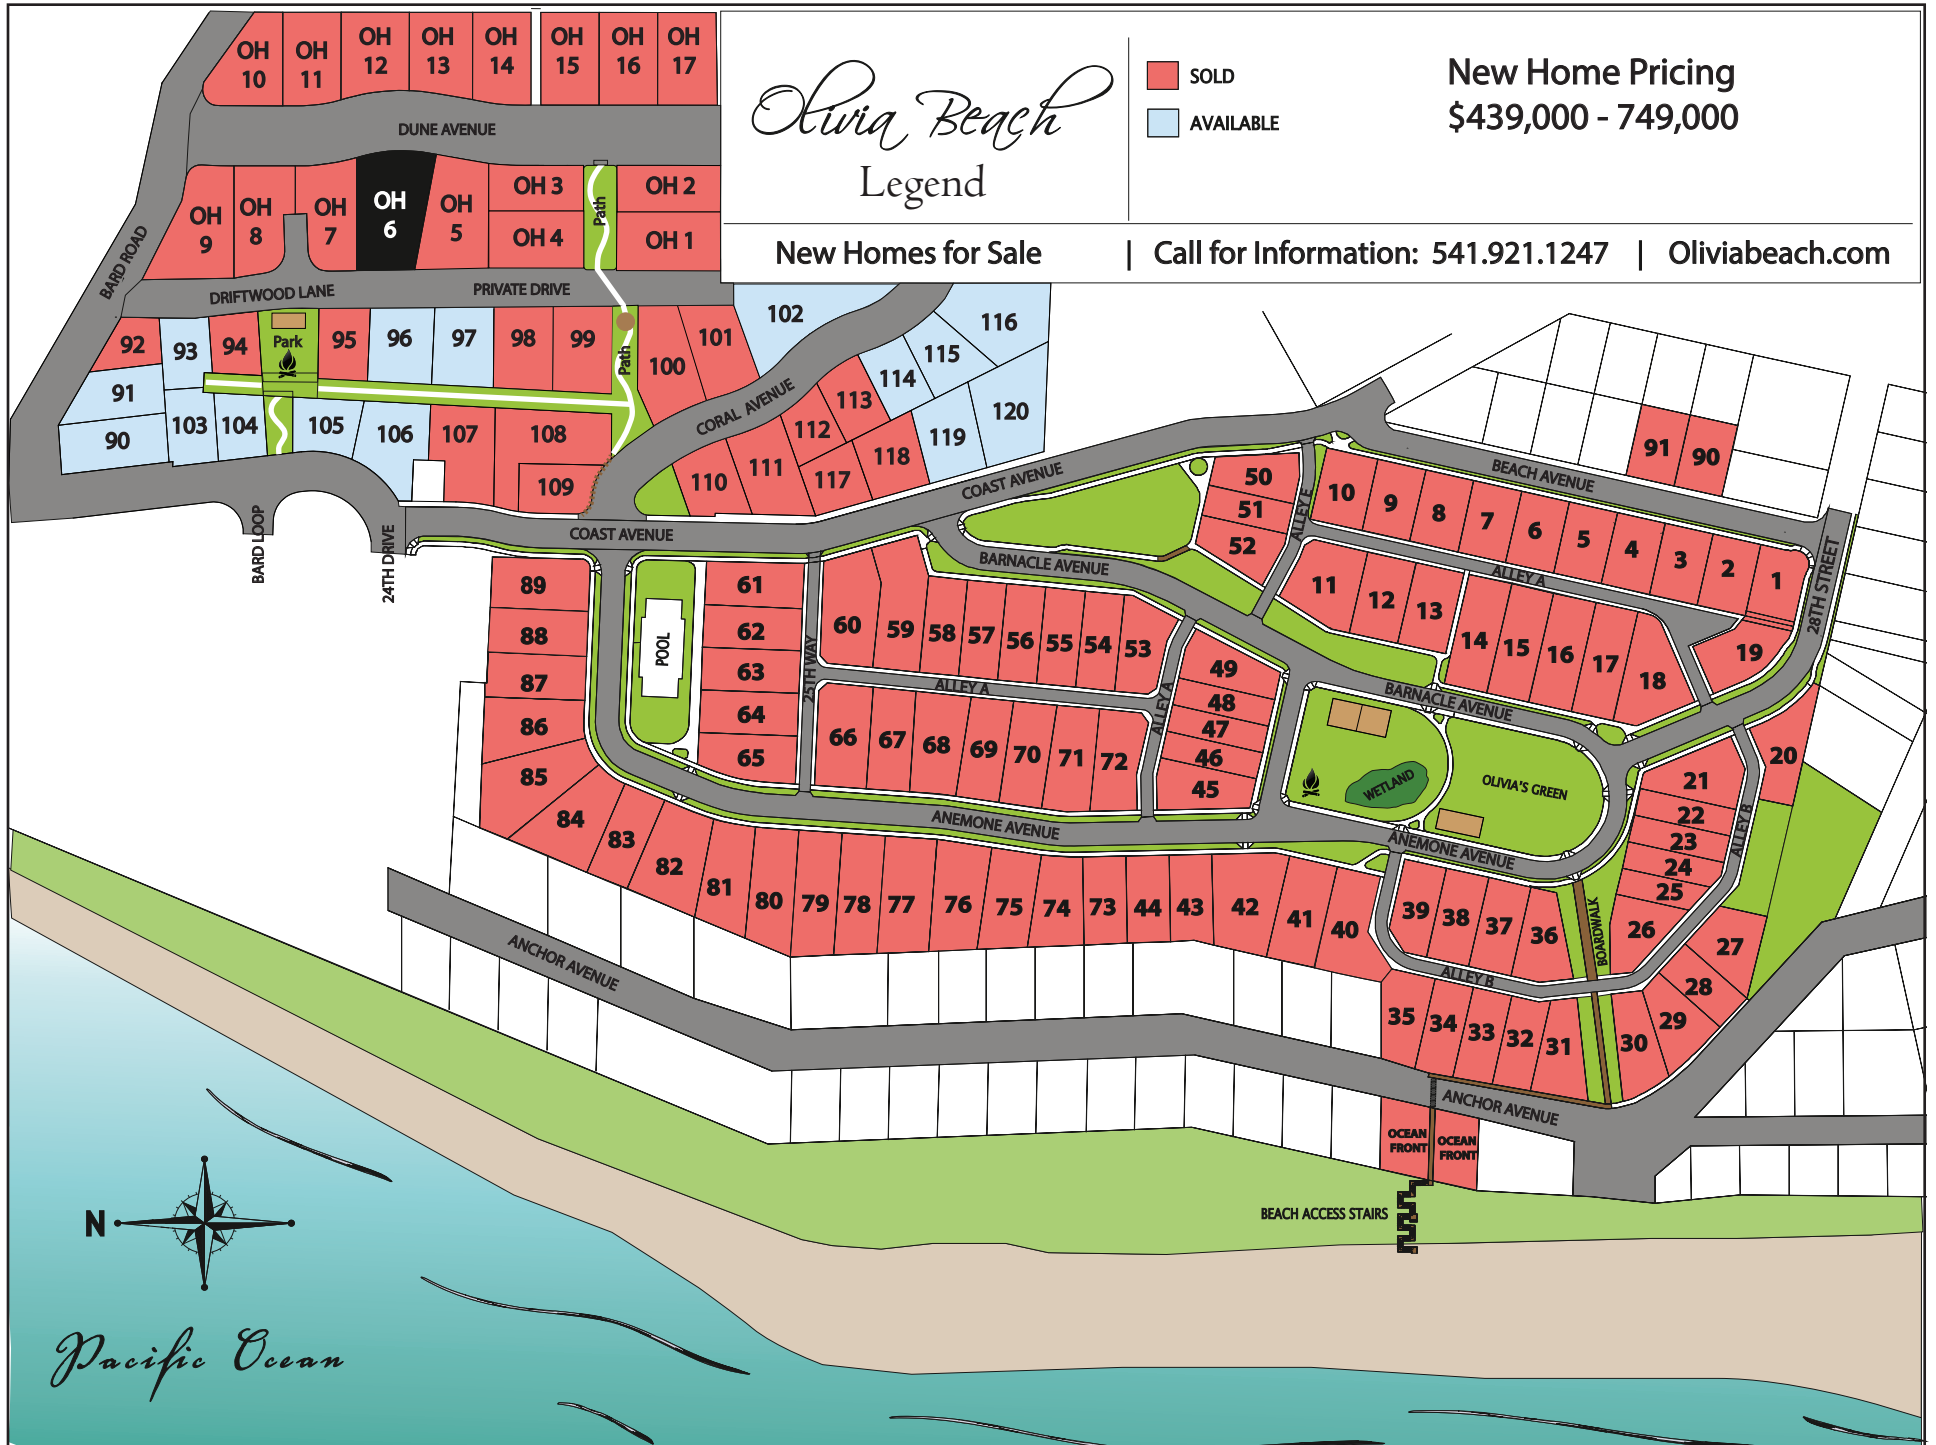 OH 10
OH 11
OH 12
OH 13
OH 14
OH 15
OH 16
OH 17
DUNE AVENUE
Olivia Beach
Legend
SOLD
AVAILABLE
New Home Pricing
$439,000 - 749,000
New Homes for Sale | Call for Information: 541.921.1247 | Oliviabeach.com
OH 9
OH 8
OH 7
OH 6
OH 5
OH 3
OH 4
Path
OH 2
OH 1
BARD ROAD
DRIFTWOOD LANE
PRIVATE DRIVE
92
93
94
Park
95
96
97
98
99
Path
100
101
102
91
90
103
104
105
106
107
108
109
CORAL AVENUE
110
111
112
113
114
115
116
117
118
119
120
BARD LOOP
24TH DRIVE
COAST AVENUE
COAST AVENUE
BEACH AVENUE
91
90
50
51
52
ALLEY E
10
9
8
7
6
5
4
3
2
1
ALLEY A
28TH STREET
11
12
13
14
15
16
17
18
19
20
BARNACLE AVENUE
BARNACLE AVENUE
89
88
87
86
85
84
83
82
81
80
79
78
77
76
75
74
73
44
43
42
41
40
POOL
61
62
63
64
65
25TH WAY
60
59
58
57
56
55
54
53
ALLEY A
ALLEY A
66
67
68
69
70
71
72
49
48
47
46
45
WETLAND
OLIVIA'S GREEN
ANEMONE AVENUE
ANEMONE AVENUE
21
22
23
24
25
26
27
28
29
30
ALLEY B
BOARDWALK
39
38
37
36
ALLEY B
35
34
33
32
31
ANCHOR AVENUE
ANCHOR AVENUE
OCEAN FRONT
OCEAN FRONT
BEACH ACCESS STAIRS
N
Pacific Ocean